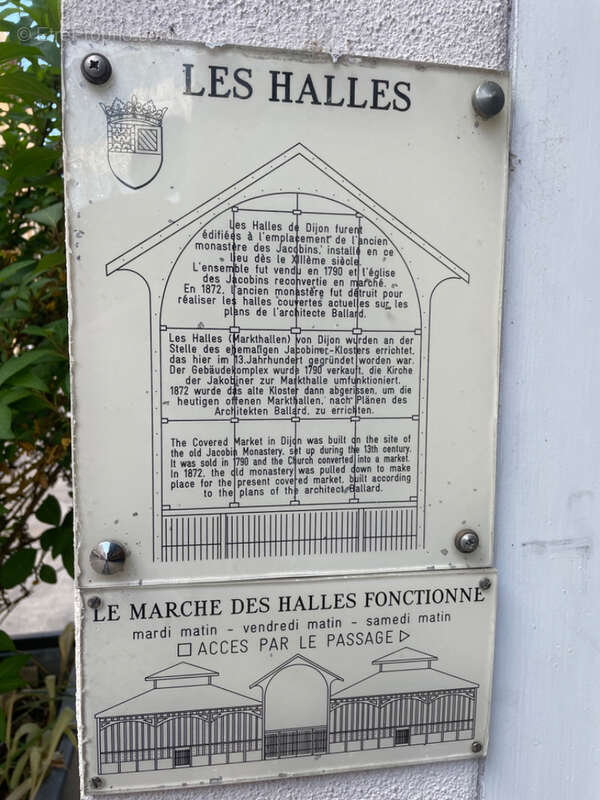 © ErPhotographe
LES HALLES
Les Halles de Dijon furent
édifiées à l'emplacement de l'ancien
monastère des Jacobins, installé en ce
lieu dès le XIIIème siècle.
L'ensemble fut vendu en 1790 et l'église
des Jacobins reconvertie en marché.
En 1872, l'ancien monastère fut détruit pour
réaliser les halles couvertes actuelles sur les
plans de l'architecte Ballard.
Les Halles (Markthallen) von Dijon wurden an der
Stelle des ehemaligen Jacobiner-Klosters errichtet,
das hier im 13.Jahrhundert gegründet worden war.
Der Gebäudekomplex wurde 1790 verkauft, die Kirche
der Jakobiner zur Markthalle umfunktioniert.
1872 wurde das alte Kloster dann abgerissen, um die
heutigen offenen Markthallen, nach Plänen des
Architekten Ballard, zu errichten.
The Covered Market in Dijon was built on the site of
the old Jacobin Monastery, set up during the 13th century.
It was sold in 1790 and the Church converted into a market.
In 1872, the old monastery was pulled down to make
place for the present covered market, built according
to the plans of the architect Ballard.
LE MARCHE DES HALLES FONCTIONNE
mardi matin - vendredi matin - samedi matin
ACCES PAR LE PASSAGE